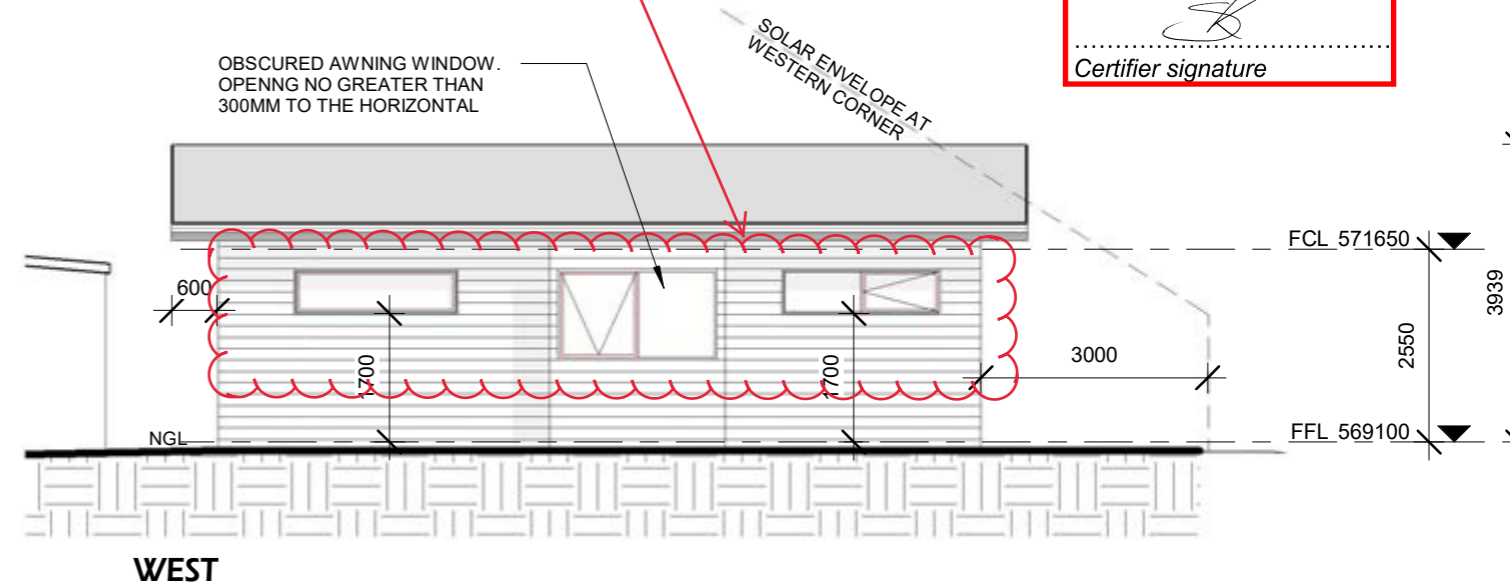 Certifier signature
OBSCURED AWNING WINDOW.
OPENNG NO GREATER THAN
300MM TO THE HORIZONTAL
SOLAR ENVELOPE AT
WESTERN CORNER
FCL 571650
600
3939
2550
3000
1700
1700
NGL
FFL 569100
WEST